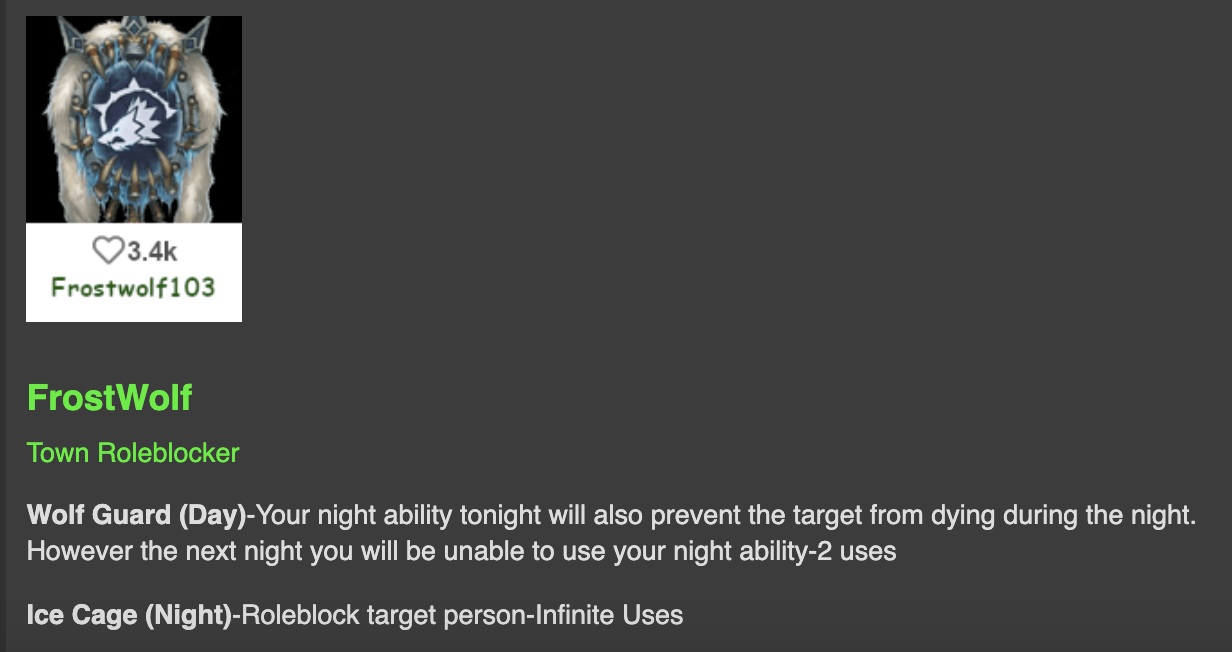 3.4k
Frostwolf103
FrostWolf
Town Roleblocker
Wolf Guard (Day)-Your night ability tonight will also prevent the target from dying during the night.
However the next night you will be unable to use your night ability-2 uses
Ice Cage (Night)-Roleblock target person-Infinite Uses